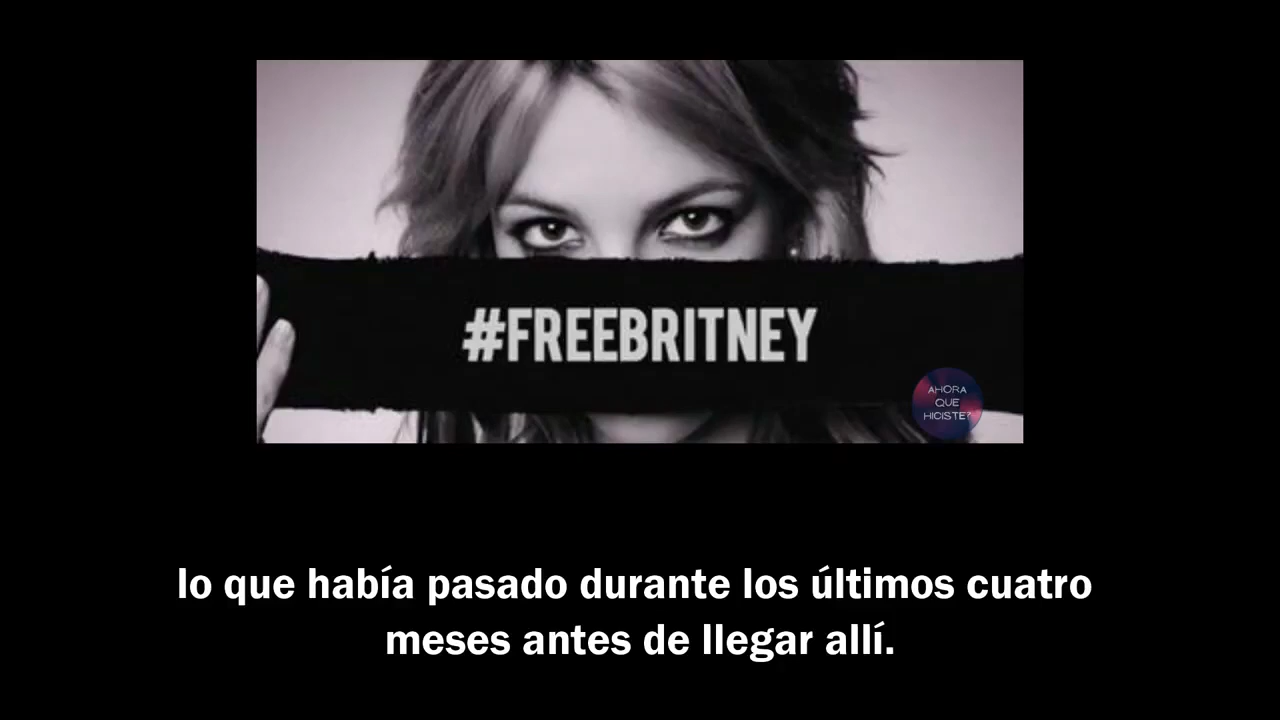 #FREEBRITNEY
AHORA
QUE
HICISTE?
lo que había pasado durante los últimos cuatro
meses antes de llegar allí.